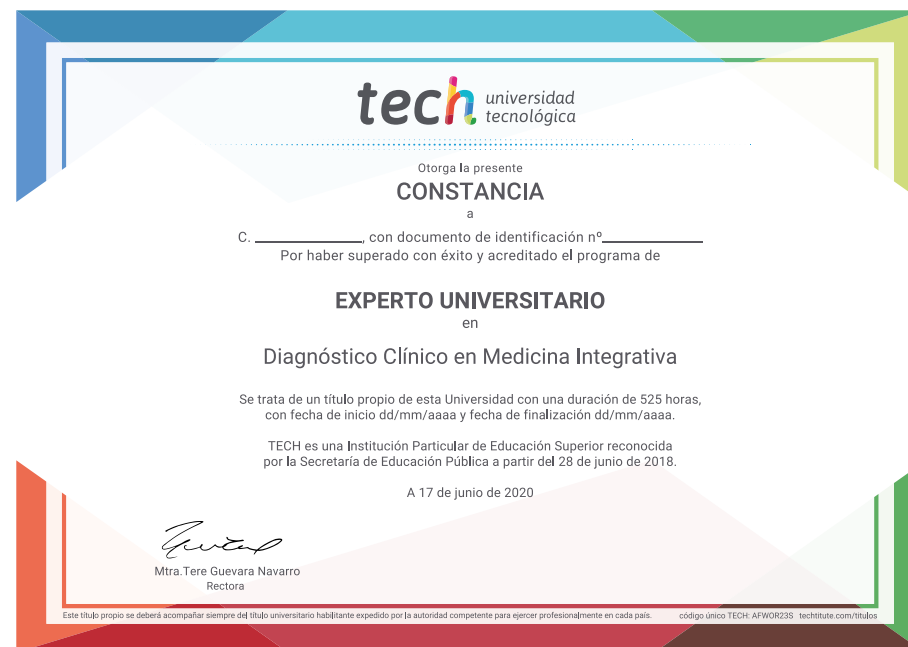 tech universidad
tecnológica
Otorga la presente
CONSTANCIA
a
C. ____________, con documento de identificación nº____________
Por haber superado con éxito y acreditado el programa de
EXPERTO UNIVERSITARIO
en
Diagnóstico Clínico en Medicina Integrativa
Se trata de un título propio de esta Universidad con una duración de 525 horas,
con fecha de inicio dd/mm/aaaa y fecha de finalización dd/mm/aaaa.
TECH es una Institución Particular de Educación Superior reconocida
por la Secretaría de Educación Pública a partir del 28 de junio de 2018.
A 17 de junio de 2020
Mtra.Tere Guevara Navarro
Rectora
Este título propio se deberá acompañar siempre del título universitario habilitante expedido por la autoridad competente para ejercer profesionalmente en cada país. código único TECH: AFWOR23S techtitute.com/titulos